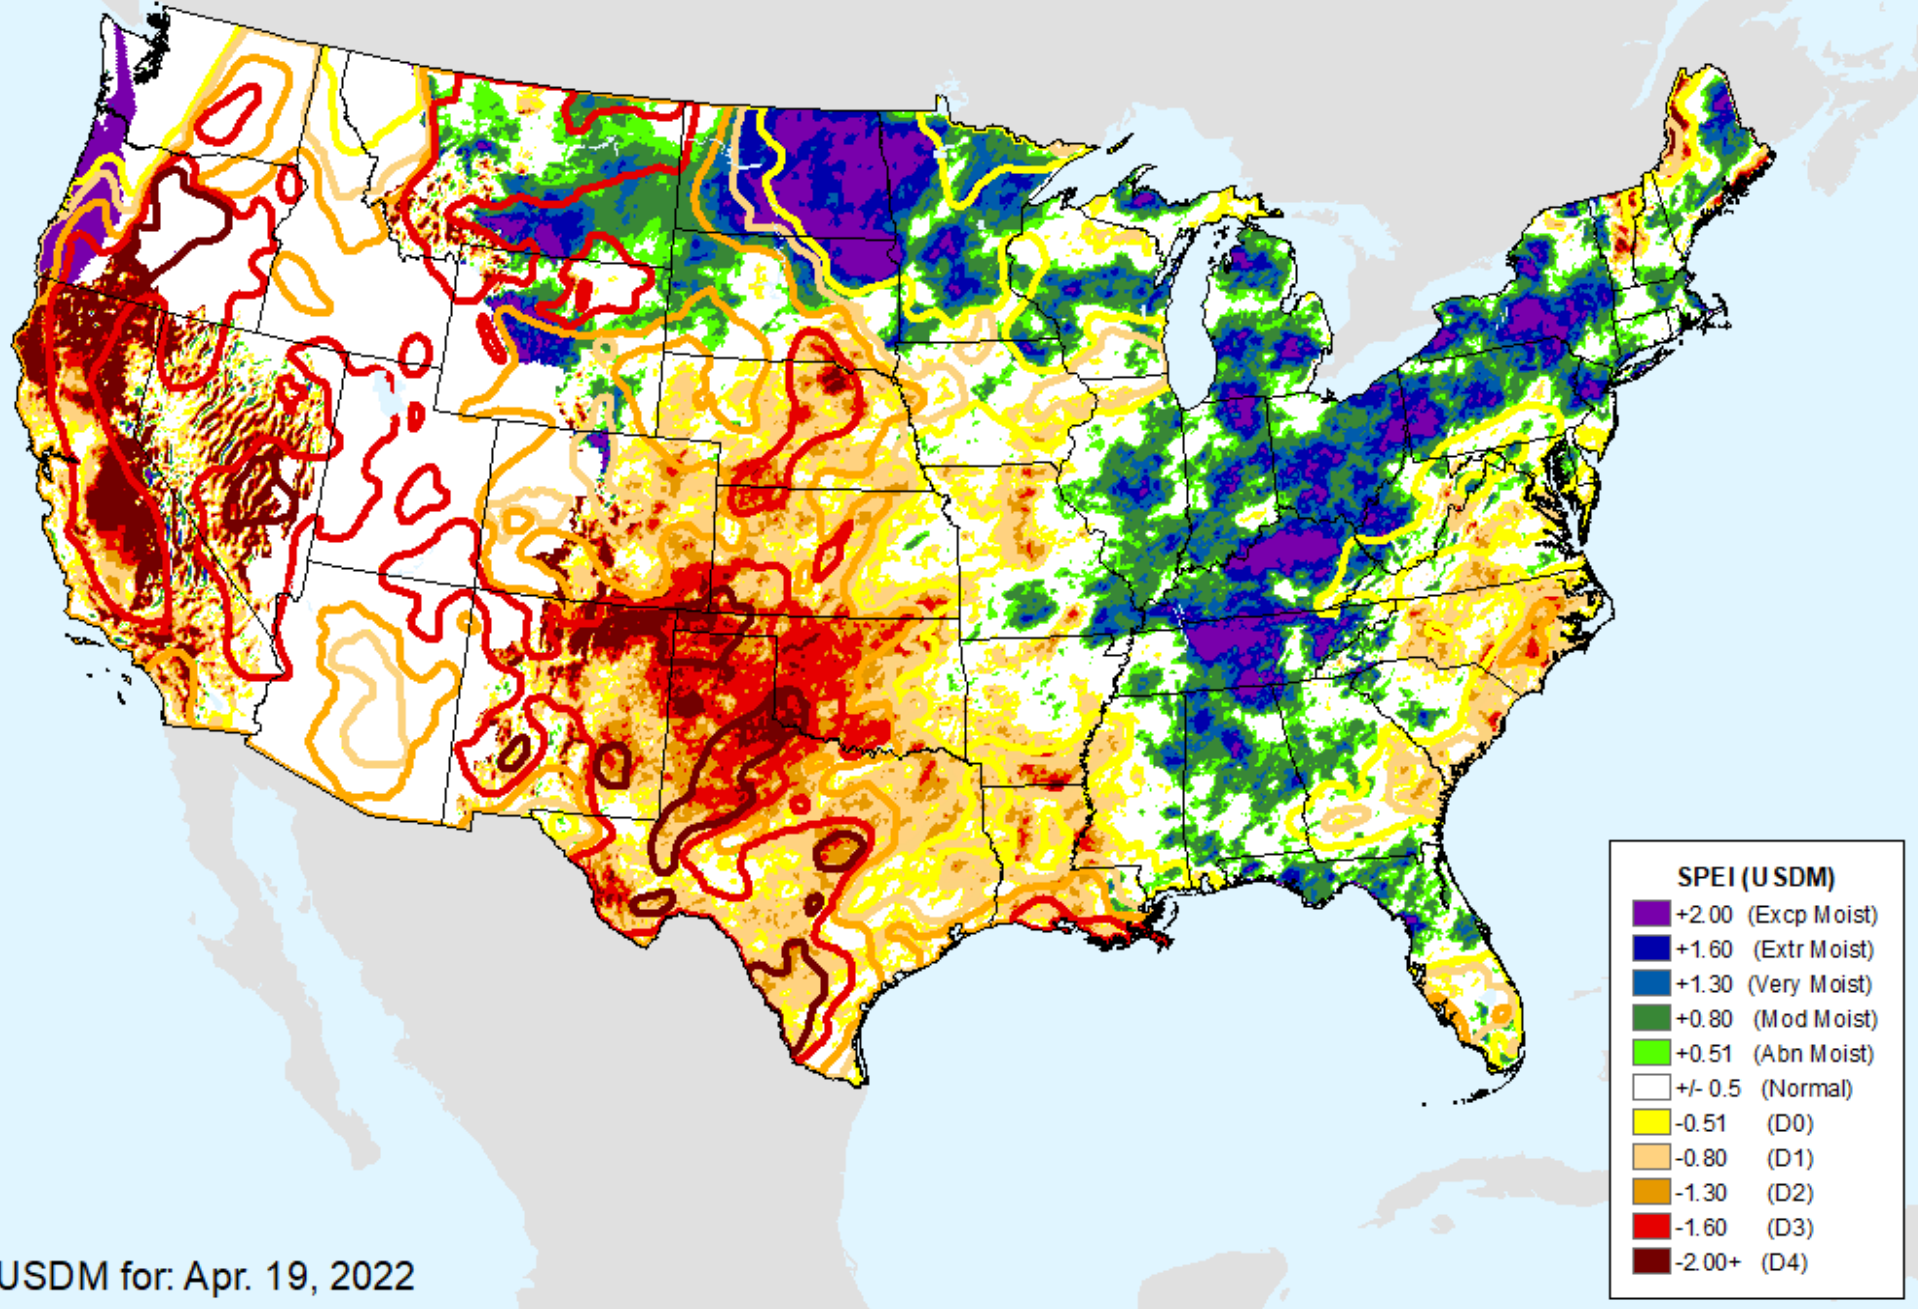 SPEI (USDM)
+2.00 (Excp Moist)
+1.60 (Extr Moist)
+1.30 (Very Moist)
+0.80 (Mod Moist)
+0.51 (Abn Moist)
+/- 0.5 (Normal)
-0.51 (D0)
-0.80 (D1)
-1.30 (D2)
-1.60 (D3)
-2.00+ (D4)
USDM for: Apr. 19, 2022